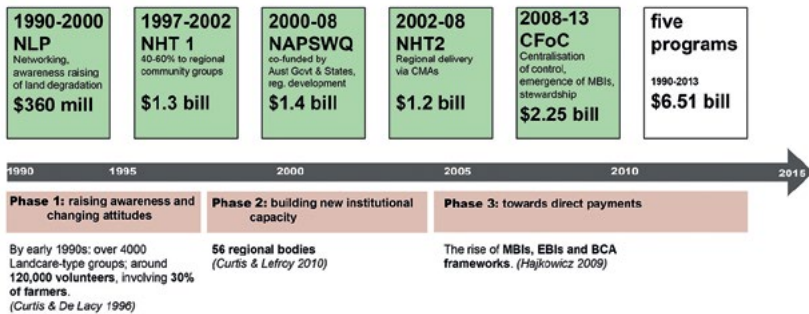 1990-2000
NLP
Networking,
awareness raising
of land degradation
$360 mill
1997-2002
NHT 1
40-60% to regional
community groups
$1.3 bill
2000-08
NAPSWQ
co-funded by
Aust Govt & States,
reg. development
$1.4 bill
2002-08
NHT2
Regional delivery
via CMAs
$1.2 bill
2008-13
CFoC
Centralisation
of control,
emergence of MBIs,
stewardship
$2.25 bill
five
programs
1990-2013
$6.51 bill
1990 1995 2000 2005 2010 2015
Phase 1: raising awareness and
changing attitudes
Phase 2: building new institutional
capacity
Phase 3: towards direct payments
By early 1990s: over 4000
Landcare-type groups; around
120,000 volunteers, involving 30%
of farmers.
(Curtis & De Lacy 1996)
56 regional bodies
(Curtis & Lefroy 2010)
The rise of MBIs, EBIs and BCA
frameworks. (Hajkowicz 2009)